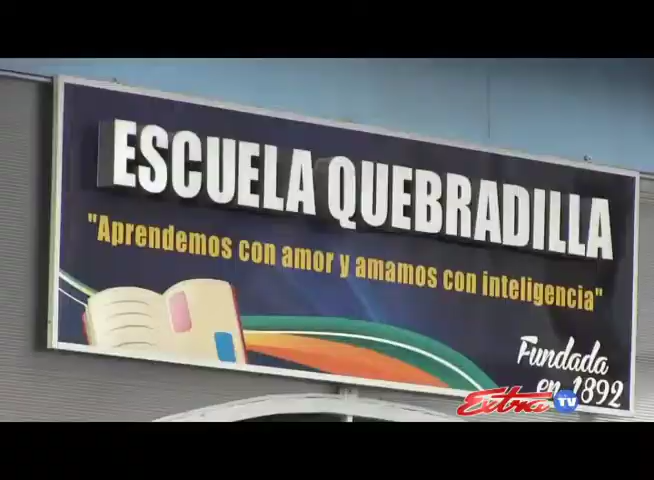 ESCUELA QUEBRADILLA
"Aprendemos con amor y amamos con inteligencia"
Fundada
en 1892
Extra TV